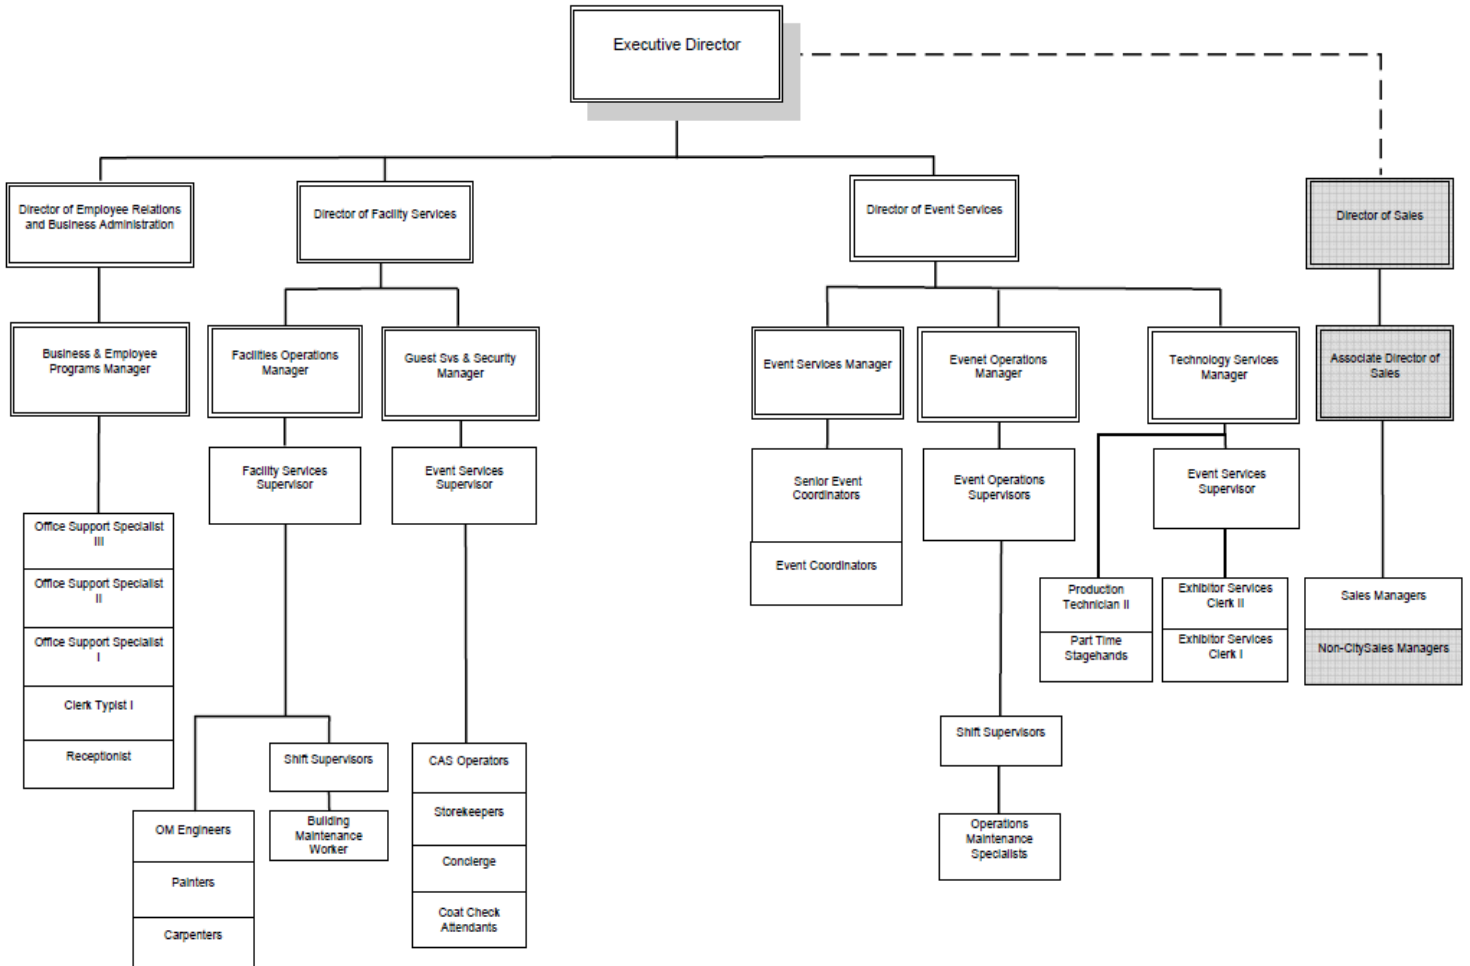 Executive Director
Director of Employee Relations
and Business Administration
Director of Facility Services
Director of Event Services
Director of Sales
Business & Employee
Programs Manager
Facilities Operations
Manager
Guest Svs & Security
Manager
Event Services Manager
Evenet Operations
Manager
Technology Services
Manager
Associate Director of
Sales
Facility Services
Supervisor
Event Services
Supervisor
Senior Event
Coordinators
Event Coordinators
Event Operations
Supervisors
Event Services
Supervisor
Office Support Specialist
III
Office Support Specialist
II
Office Support Specialist
I
Clerk Typist I
Receptionist
Production
Technician II
Part Time
Stagehands
Exhibitor Services
Clerk II
Exhibitor Services
Clerk I
Sales Managers
Non-CitySales Managers
Shift Supervisors
Building
Maintenance
Worker
OM Engineers
Painters
Carpenters
CAS Operators
Storekeepers
Concierge
Coat Check
Attendants
Shift Supervisors
Operations
Maintenance
Specialists